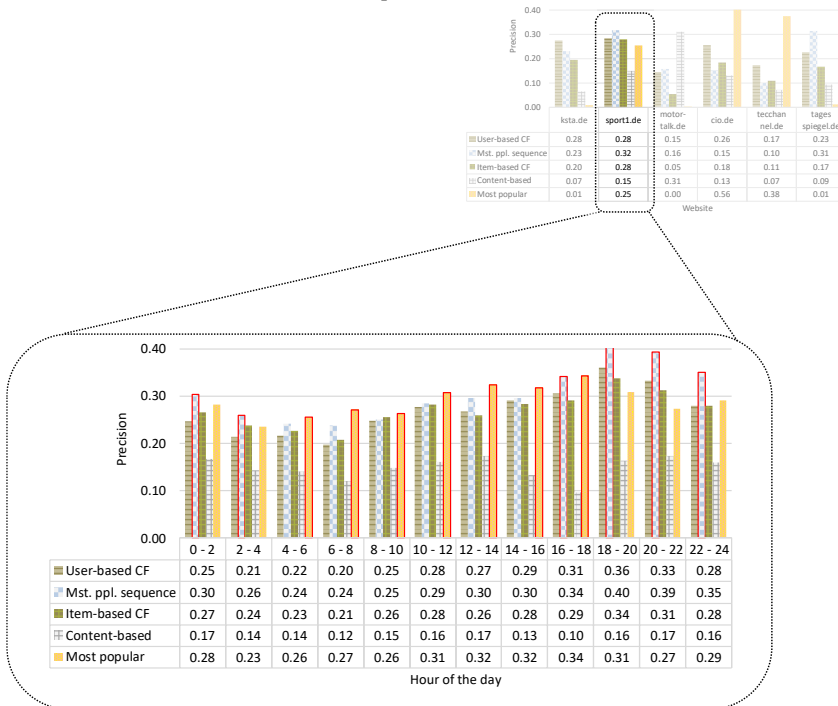 0.40
0.30
0.20
0.10
0.00
Precision
ksta.de sport1.de motor-talk.de cio.de tecchannel.de tagesspiegel.de
User-based CF 0.28 0.28 0.15 0.26 0.17 0.23
Mst. ppl. sequence 0.23 0.32 0.16 0.15 0.10 0.31
Item-based CF 0.20 0.28 0.05 0.18 0.11 0.17
Content-based 0.07 0.15 0.31 0.13 0.07 0.09
Most popular 0.01 0.25 0.00 0.56 0.38 0.01
Website
0.40
0.30
0.20
0.10
0.00
Precision
0 - 2 2 - 4 4 - 6 6 - 8 8 - 10 10 - 12 12 - 14 14 - 16 16 - 18 18 - 20 20 - 22 22 - 24
User-based CF 0.25 0.21 0.22 0.20 0.25 0.28 0.27 0.29 0.31 0.36 0.33 0.28
Mst. ppl. sequence 0.30 0.26 0.24 0.24 0.25 0.29 0.30 0.30 0.34 0.40 0.39 0.35
Item-based CF 0.27 0.24 0.23 0.21 0.26 0.28 0.26 0.28 0.29 0.34 0.31 0.28
Content-based 0.17 0.14 0.14 0.12 0.15 0.16 0.17 0.13 0.10 0.16 0.17 0.16
Most popular 0.28 0.23 0.26 0.27 0.26 0.31 0.32 0.32 0.34 0.31 0.27 0.29
Hour of the day